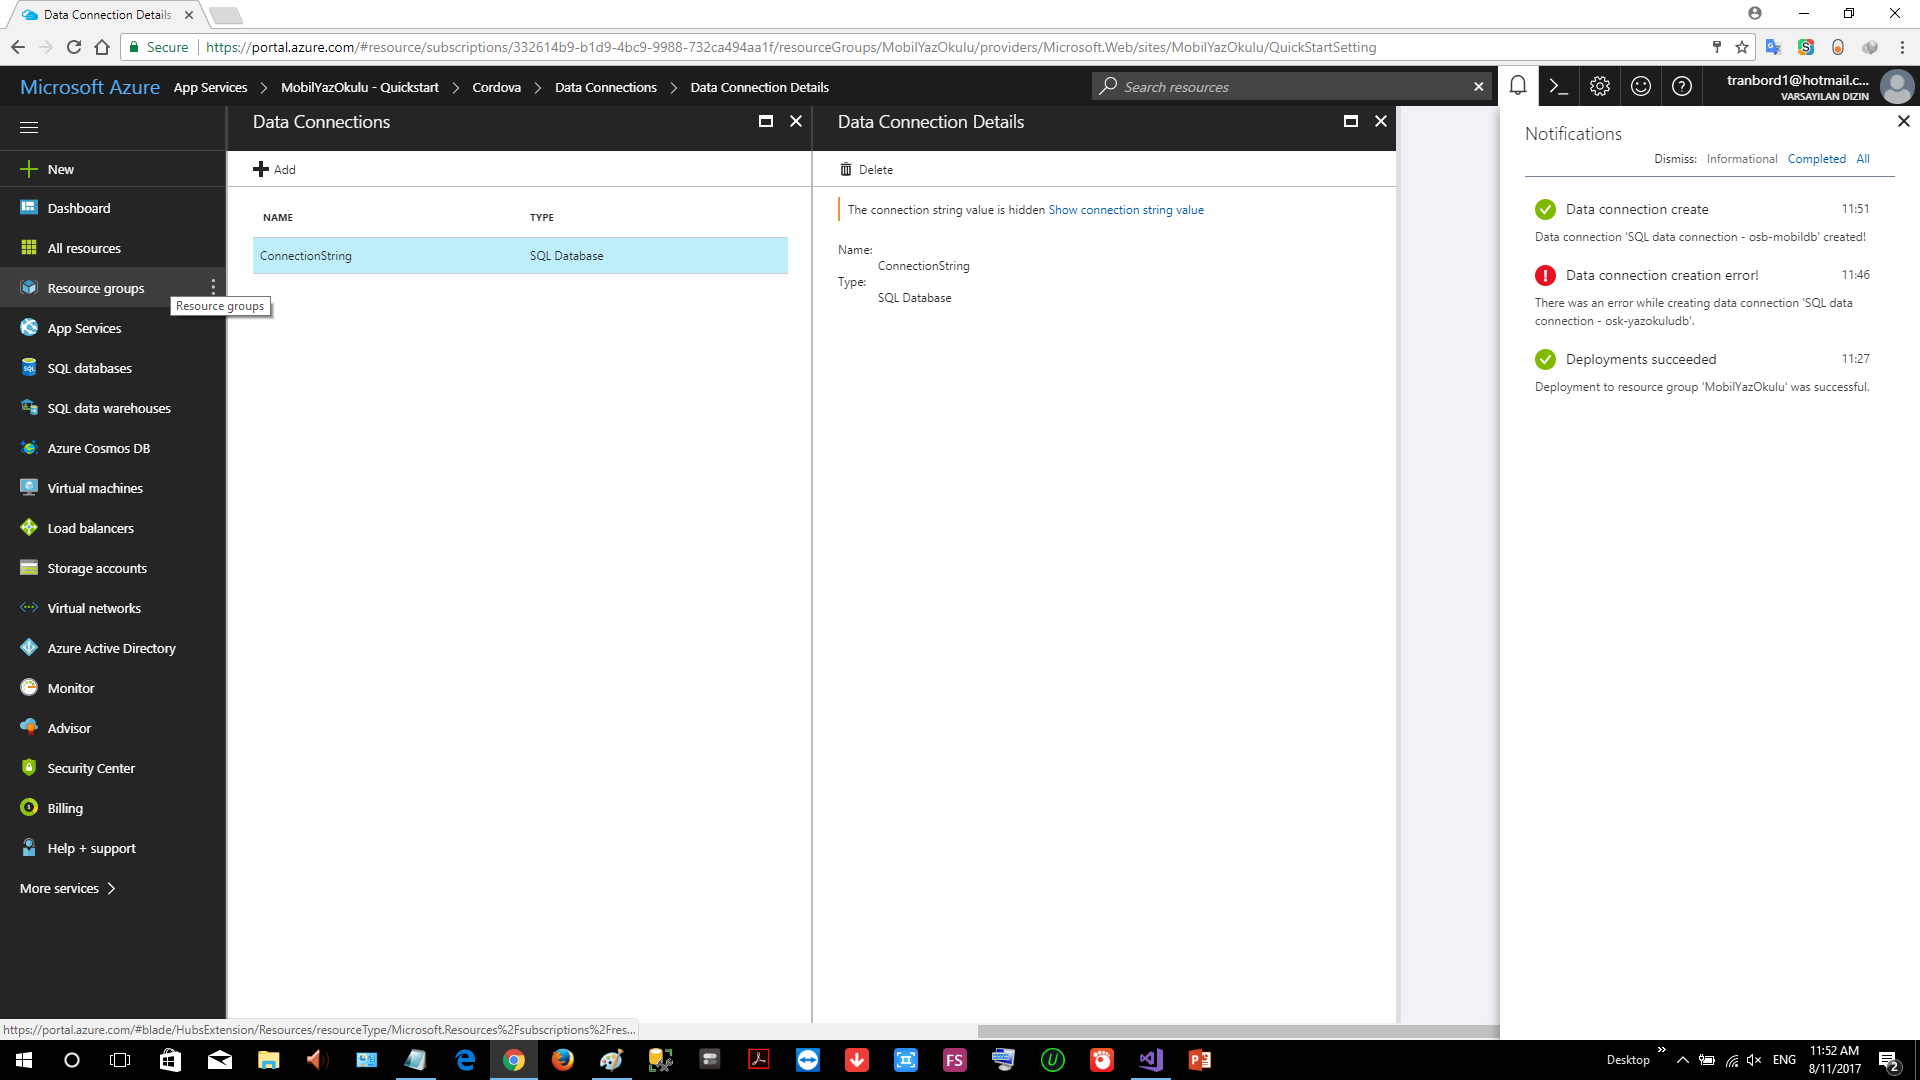 Data Connection Details
Secure
https://portal.azure.com/#resource/subscriptions/332614b9-b1d9-4bc9-9988-732ca494aa1f/resourceGroups/MobilYazOkulu/providers/Microsoft.Web/sites/MobilYazOkulu/QuickStartSetting
Microsoft Azure App Services > MobilYazOkulu - Quickstart > Cordova > Data Connections > Data Connection Details
Search resources
tranbord1@hotmail.c...
VARSAYILAN DIZIN
New
Dashboard
All resources
Resource groups
Resource groups
App Services
SQL databases
SQL data warehouses
Azure Cosmos DB
Virtual machines
Load balancers
Storage accounts
Virtual networks
Azure Active Directory
Monitor
Advisor
Security Center
Billing
Help + support
More services >
Data Connections
Add
NAME TYPE
ConnectionString SQL Database
Data Connection Details
Delete
The connection string value is hidden Show connection string value
Name:
ConnectionString
Type:
SQL Database
Notifications
Dismiss: Informational Completed All
Data connection create 11:51
Data connection 'SQL data connection - osb-mobildb' created!
Data connection creation error! 11:46
There was an error while creating data connection 'SQL data
connection - osk-yazokuludb'.
Deployments succeeded 11:27
Deployment to resource group 'MobilYazOkulu' was successful.
https://portal.azure.com/#blade/HubsExtension/Resources/resourceType/Microsoft.Resources%2Fsubscriptions%2Fres...
FS
Desktop
ENG
11:52 AM
8/11/2017
2